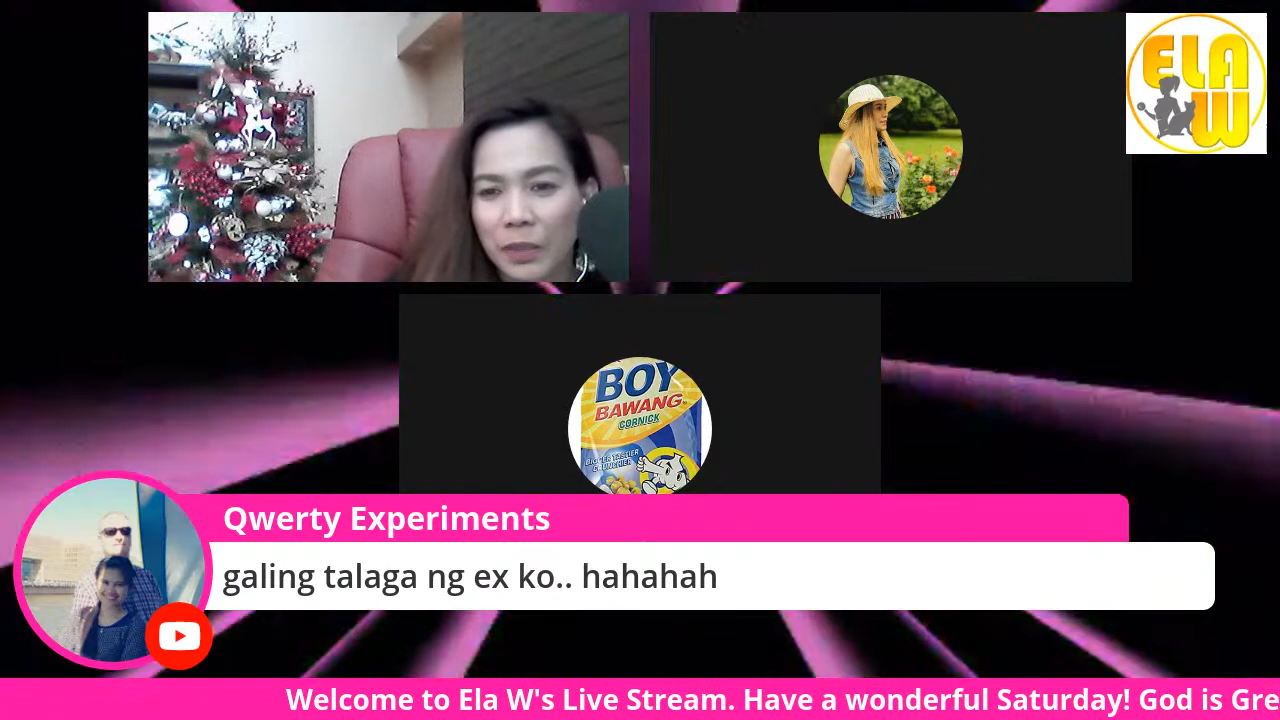 ELA
W
BOY
BAWANG
CORNICK
Qwerty Experiments
galing talaga ng ex ko.. hahahah
Welcome to Ela W's Live Stream. Have a wonderful Saturday! God is Gre